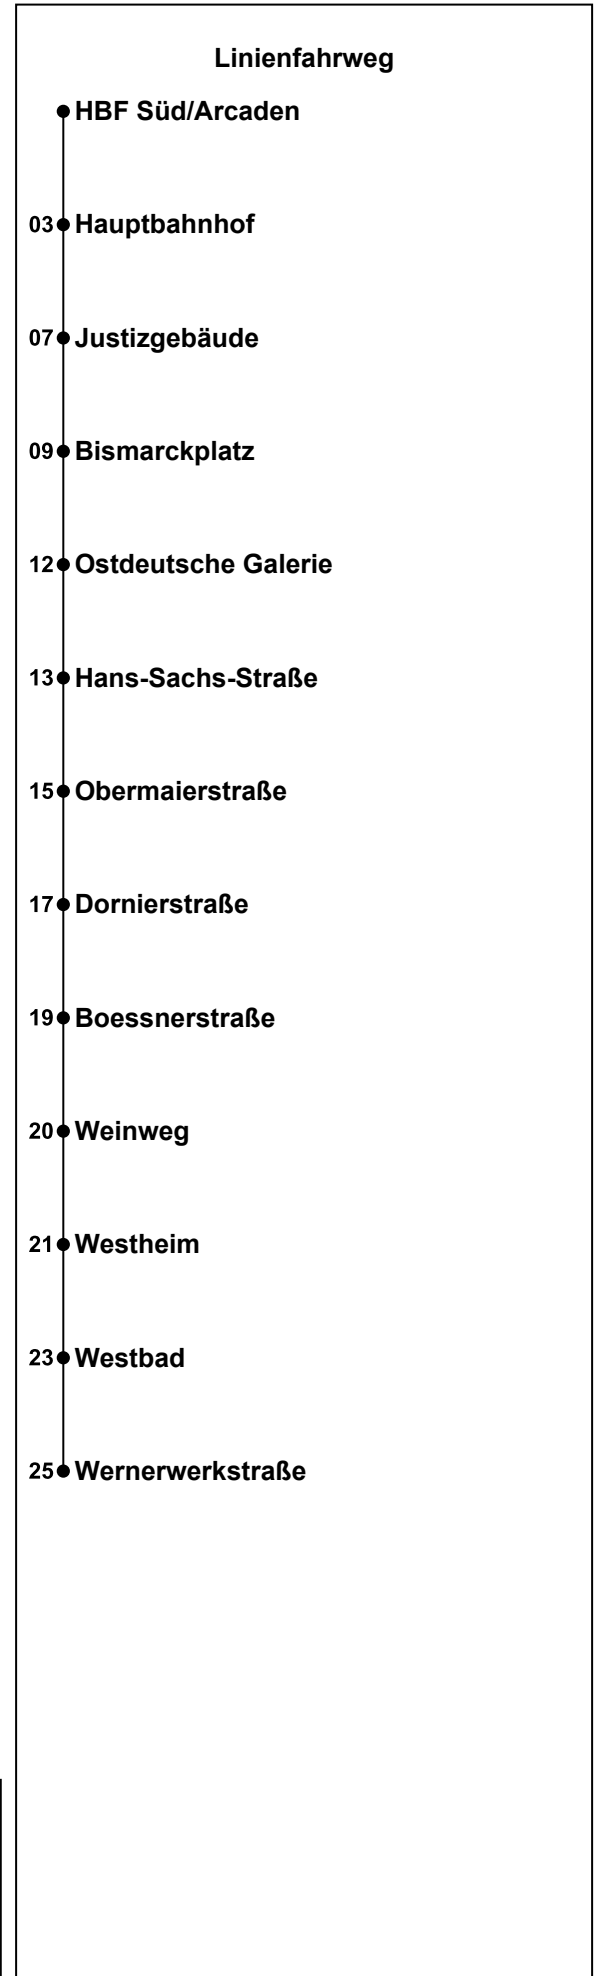 Linienfahrweg
HBF Süd/Arcaden
03 Hauptbahnhof
07 Justizgebäude
09 Bismarckplatz
12 Ostdeutsche Galerie
13 Hans-Sachs-Straße
15 Obermaierstraße
17 Dornierstraße
19 Boessnerstraße
20 Weinweg
21 Westheim
23 Westbad
25 Wernerwerkstraße